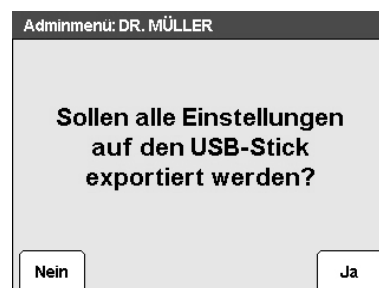 Adminmenü: DR. MÜLLER
Sollen alle Einstellungen
auf den USB-Stick
exportiert werden?
Nein
Ja